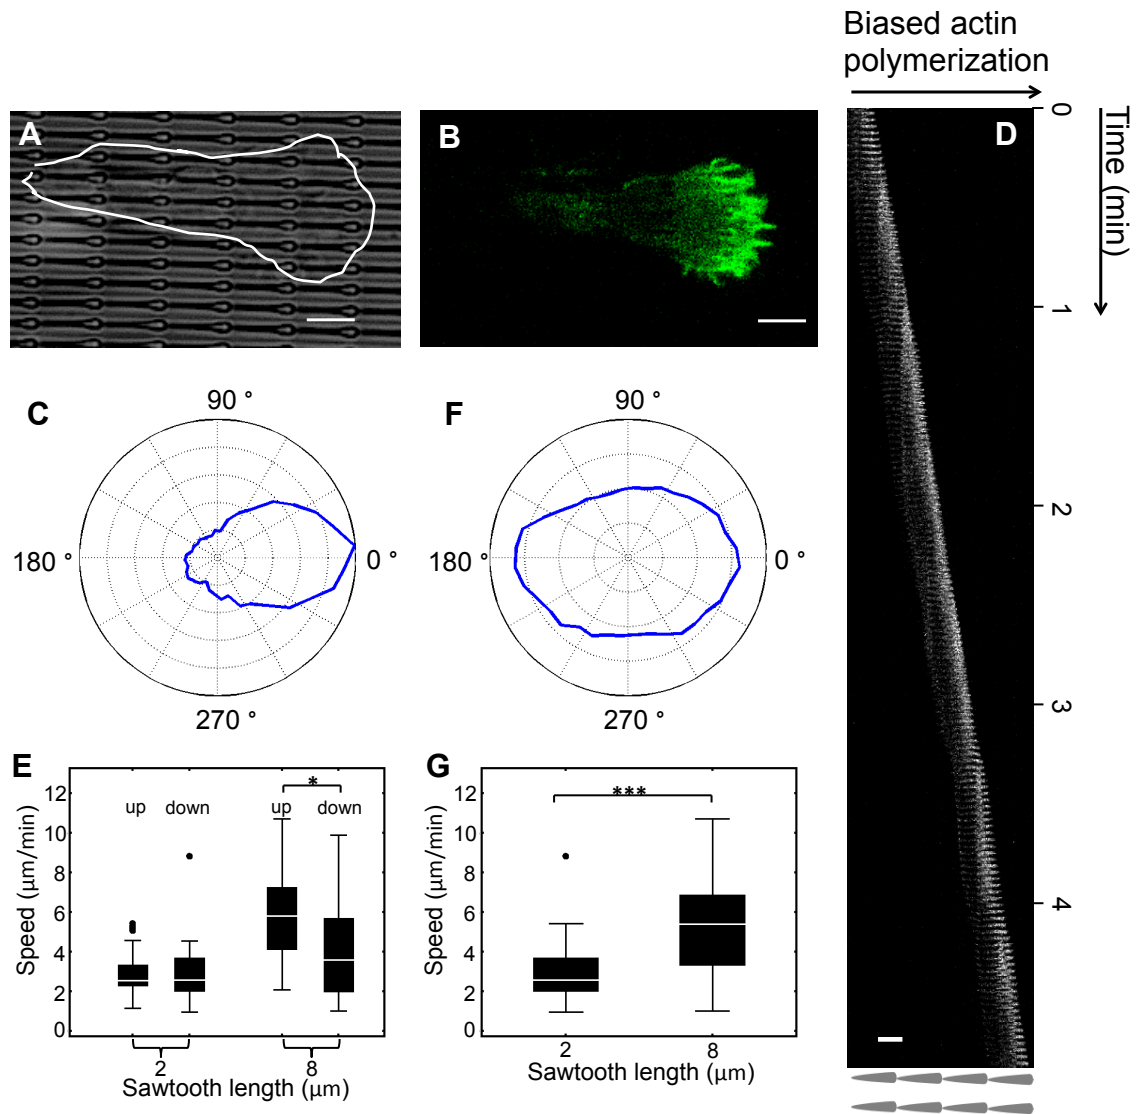 Biased actin
polymerization
A
B
D
0
1
2
3
4
Time (min)
C
90 °
180 °
0 °
270 °
F
90 °
180 °
0 °
270 °
E
Speed (μm/min)
12
10
8
6
4
2
0
up down up down
*
2 8
Sawtooth length (μm)
G
Speed (μm/min)
12
10
8
6
4
2
0
***
2 8
Sawtooth length (μm)